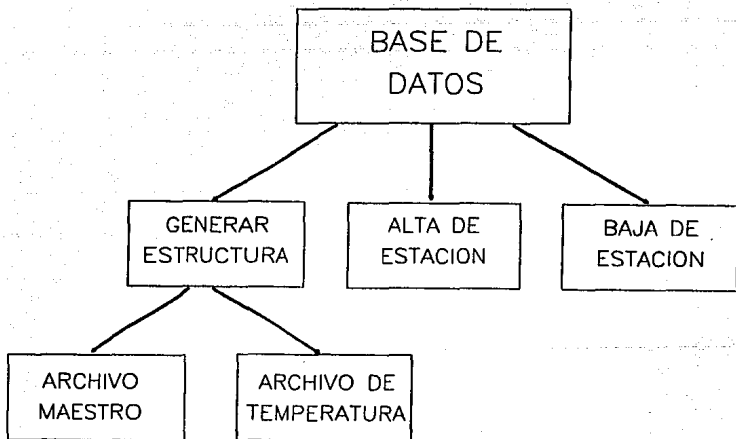 BASE DE
DATOS
GENERAR
ESTRUCTURA
ALTA DE
ESTACION
BAJA DE
ESTACION
ARCHIVO
MAESTRO
ARCHIVO DE
TEMPERATURA